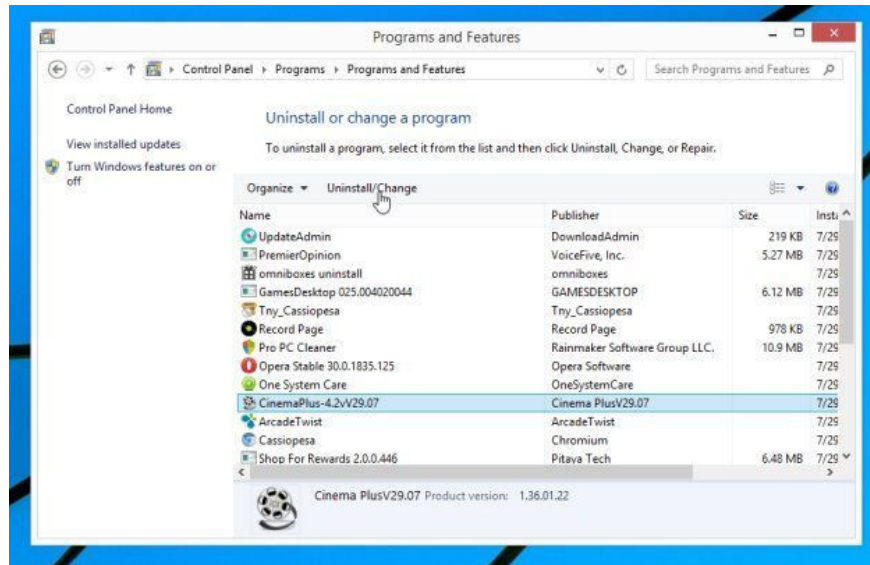 Programs and Features
Control Panel Programs Programs and Features Search Programs and Features
Control Panel Home
View installed updates
Turn Windows features on or
off
Uninstall or change a program
To uninstall a program, select it from the list and then click Uninstall, Change, or Repair.
Organize Uninstall/Change
Name Publisher Size Insta
UpdateAdmin DownloadAdmin 219 KB 7/29
PremierOpinion VoiceFive, Inc. 5.27 MB 7/29
omniboxes uninstall omniboxes 7/29
GamesDesktop 025.004020044 GAMESDESKTOP 6.12 MB 7/29
Tny_Cassiopesa Tny_Cassiopesa 7/29
Record Page Record Page 978 KB 7/29
Pro PC Cleaner Rainmaker Software Group LLC. 10.9 MB 7/29
Opera Stable 30.0.1835.125 Opera Software 7/29
One System Care OneSystemCare 7/29
CinemaPlus-4.2vV29.07 Cinema PlusV29.07 7/29
ArcadeTwist ArcadeTwist 7/29
Cassiopesa Chromium 7/29
Shop For Rewards 2.0.0.446 Pitaya Tech 6.48 MB 7/29
Cinema PlusV29.07 Product version: 1.36.01.22